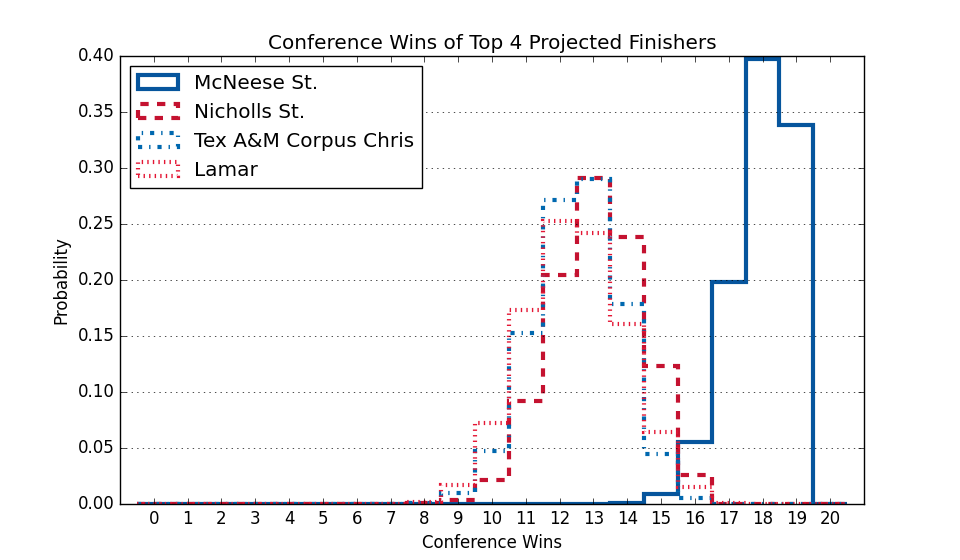 Conference Wins of Top 4 Projected Finishers
McNeese St.
Nicholls St.
Tex A&M Corpus Chris
Lamar
0.40
0.35
0.30
0.25
0.20
0.15
0.10
0.05
0.00
Probability
0 1 2 3 4 5 6 7 8 9 10 11 12 13 14 15 16 17 18 19 20
Conference Wins